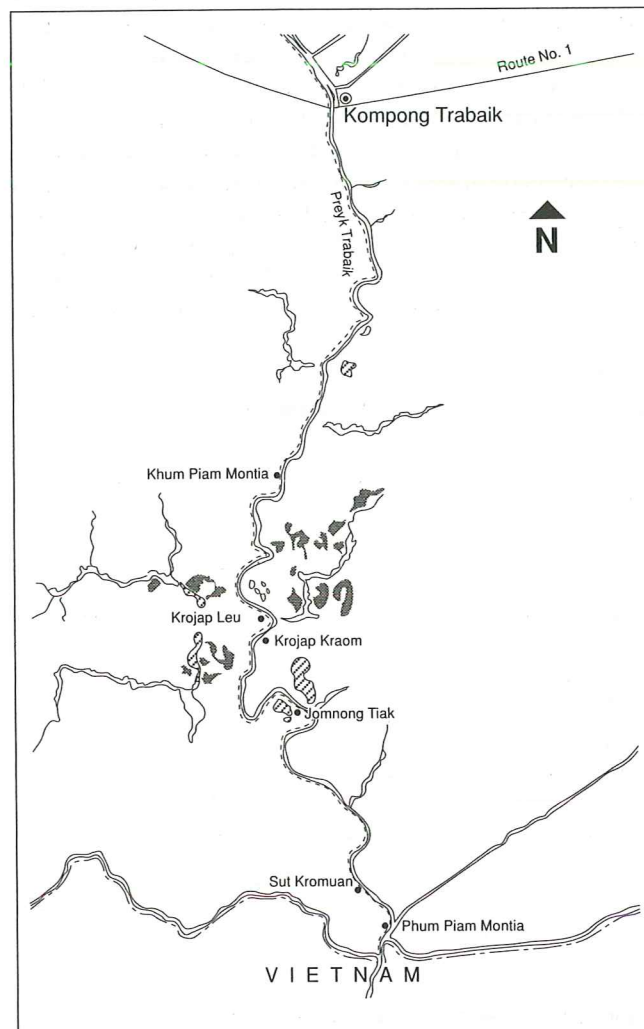 Route No. 1
Kompong Trabaik
Preyk Trabaik
N
Khum Piam Montia
Krojap Leu
Krojap Kraom
Jomnong Tiak
Sut Kromuan
Phum Piam Montia
VIETNAM